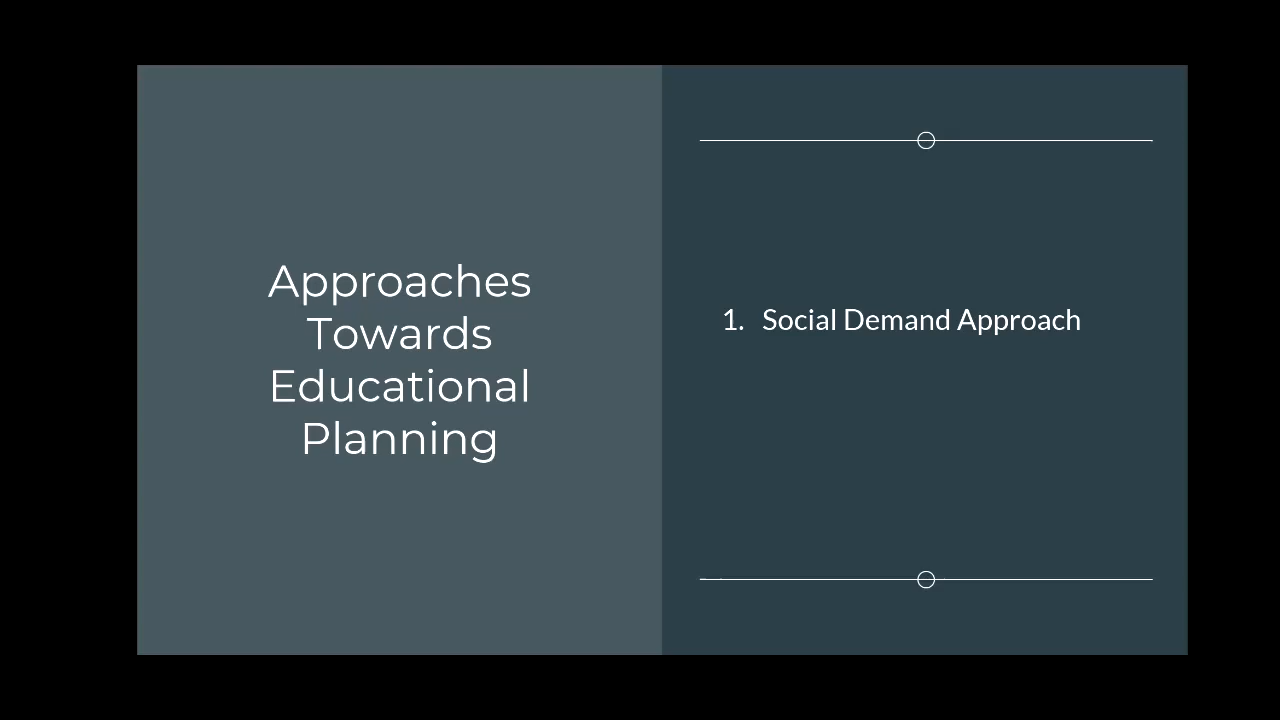 Approaches
Towards
Educational
Planning
1. Social Demand Approach